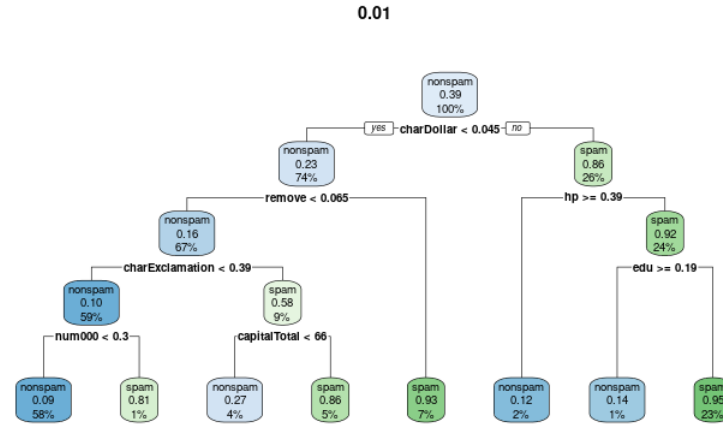 0.01
nonspam
0.39
100%
yes charDollar < 0.045 no
nonspam
0.23
74%
spam
0.86
26%
remove < 0.065
hp >= 0.39
nonspam
0.16
67%
spam
0.92
24%
charExclamation < 0.39
edu >= 0.19
nonspam
0.10
59%
spam
0.58
9%
num000 < 0.3
capitalTotal < 66
nonspam
0.09
58%
spam
0.81
1%
nonspam
0.27
4%
spam
0.86
5%
spam
0.93
7%
nonspam
0.12
2%
nonspam
0.14
1%
spam
0.95
23%